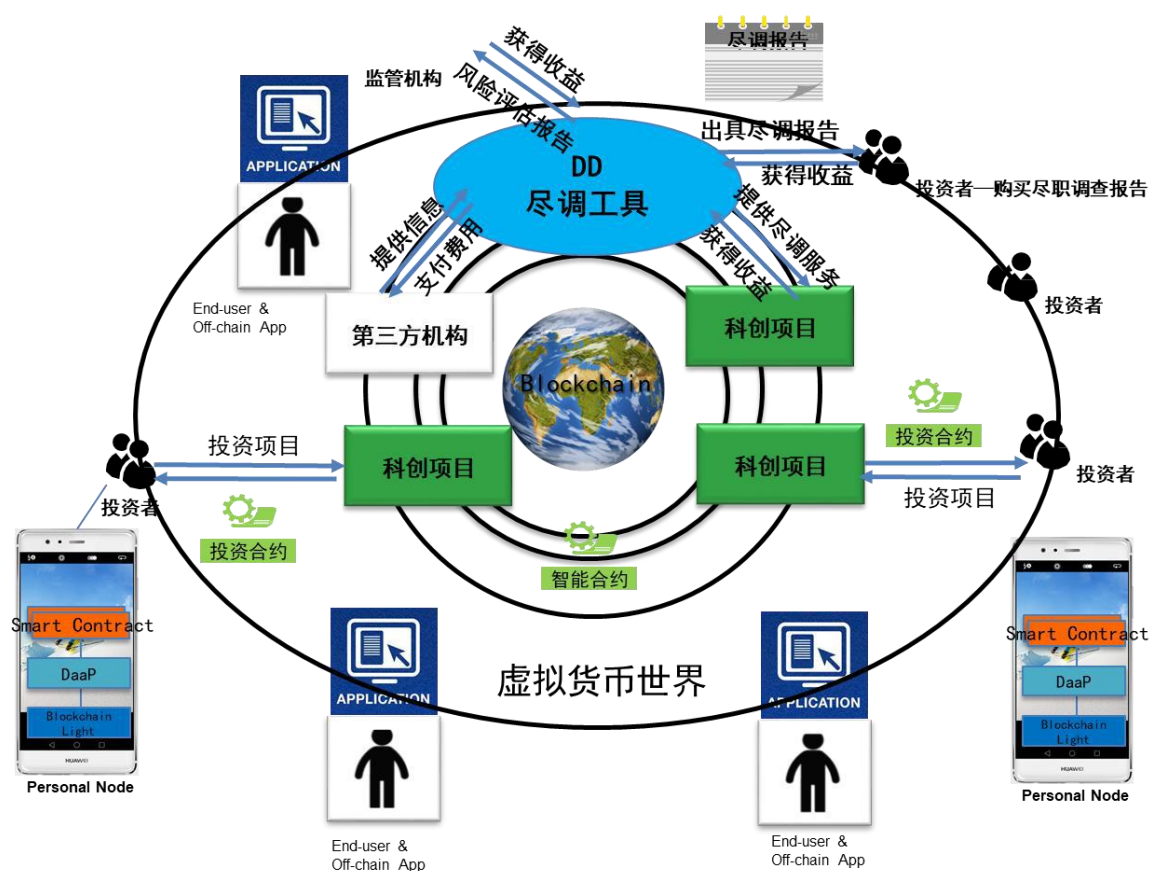 尽调报告
获得收益
监管机构
风险评估报告
APPLICATION
出具尽调报告
获得收益
DD
尽调工具
投资者—购买尽职调查报告
提供信息
支付费用
提供尽调服务
获得收益
End-user &
Off-chain App
第三方机构
科创项目
投资者
Blockchain
投资合约
投资项目
科创项目
科创项目
投资者
投资项目
投资者
投资合约
智能合约
Smart Contract
DaaP
Blockchain
Light
HUAWEI
Personal Node
虚拟货币世界
APPLICATION
End-user &
Off-chain App
APPLICATION
End-user &
Off-chain App
Smart Contract
DaaP
Blockchain
Light
HUAWEI
Personal Node